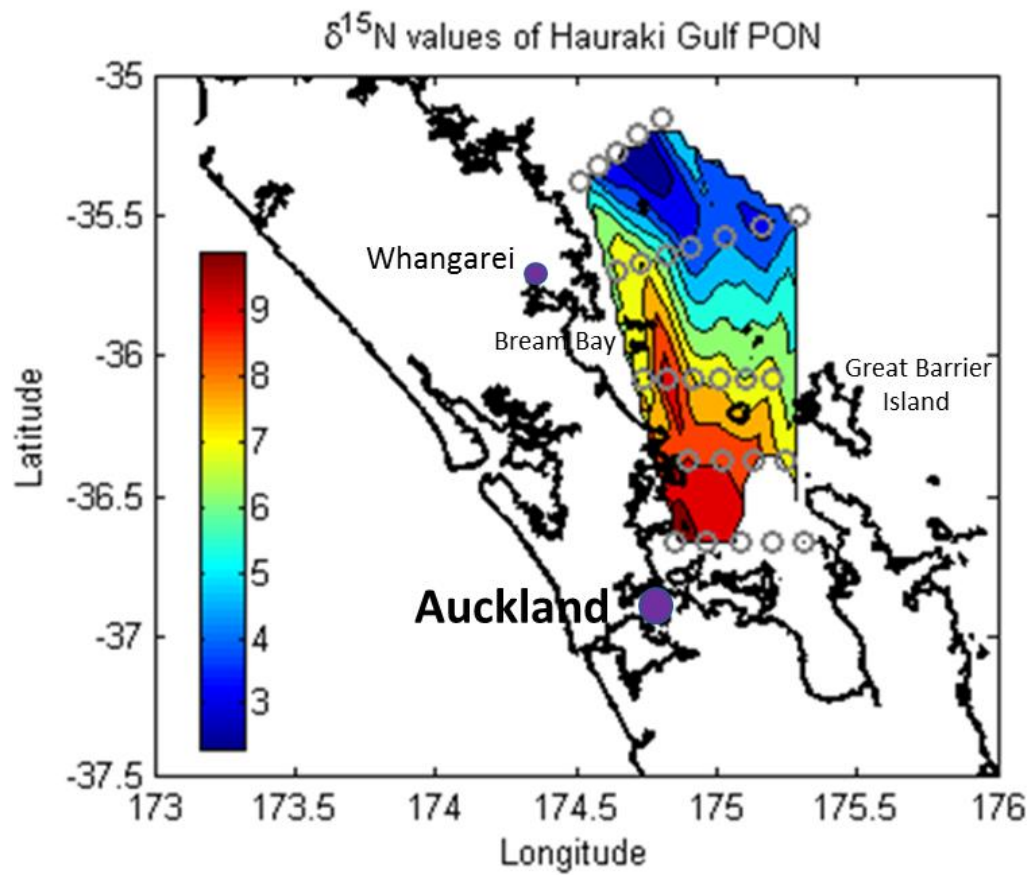 δ¹⁵N values of Hauraki Gulf PON
-35
-35.5
-36
-36.5
-37
-37.5
Latitude
9
8
7
6
5
4
3
Whangarei
Bream Bay
Great Barrier
Island
Auckland
173
173.5
174
174.5
175
175.5
176
Longitude